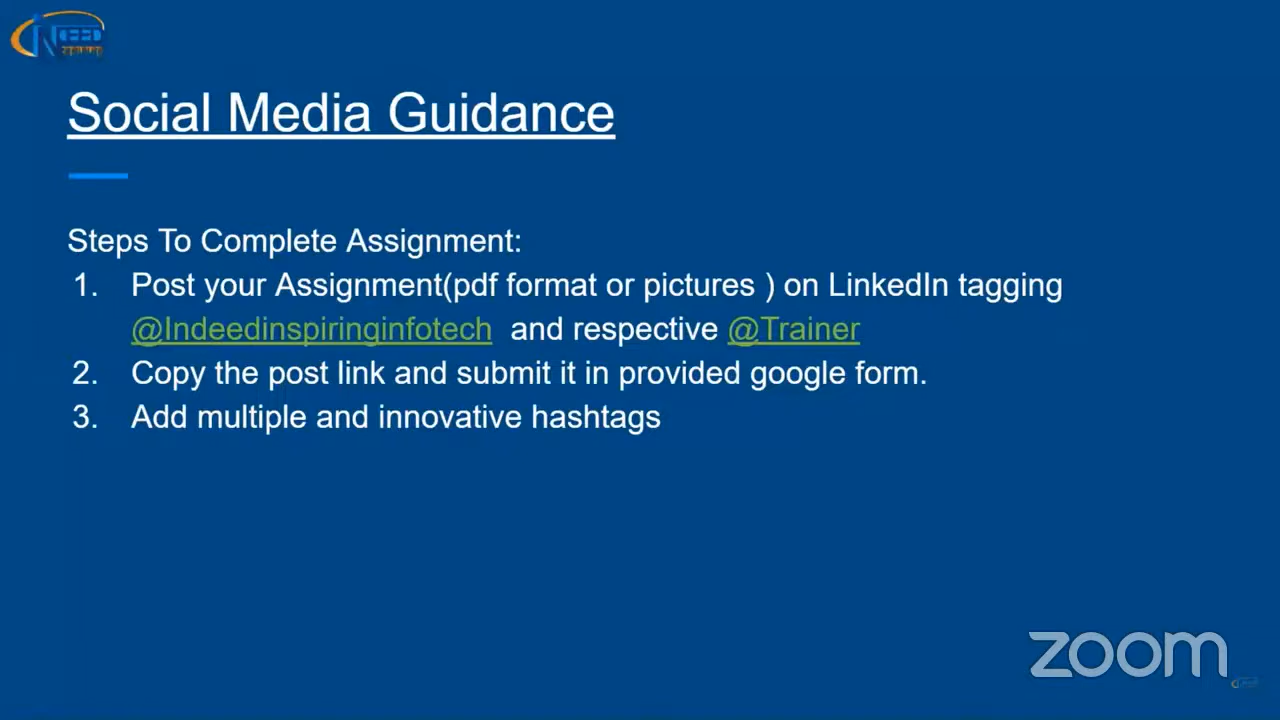 INDEED
Social Media Guidance
Steps To Complete Assignment:
1. Post your Assignment(pdf format or pictures ) on LinkedIn tagging
@Indeedinspiringinfotech and respective @Trainer
2. Copy the post link and submit it in provided google form.
3. Add multiple and innovative hashtags
zoom